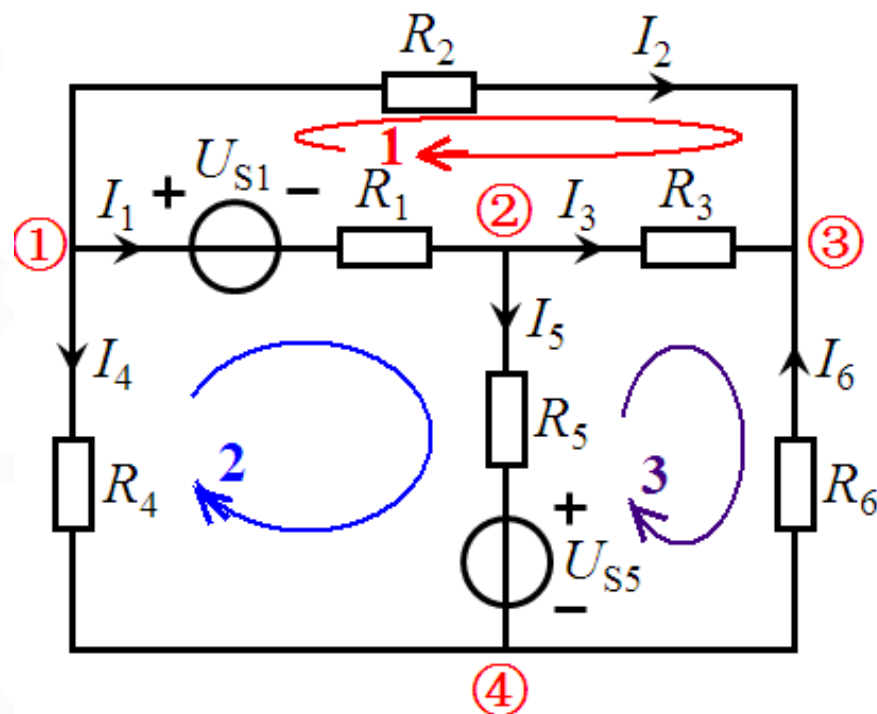 R2 I2
1
+ US1 −
① I1 R1 ② I3 R3 ③
I4 I5 I6
R4 2 R5 3 R6
+
US5
−
④